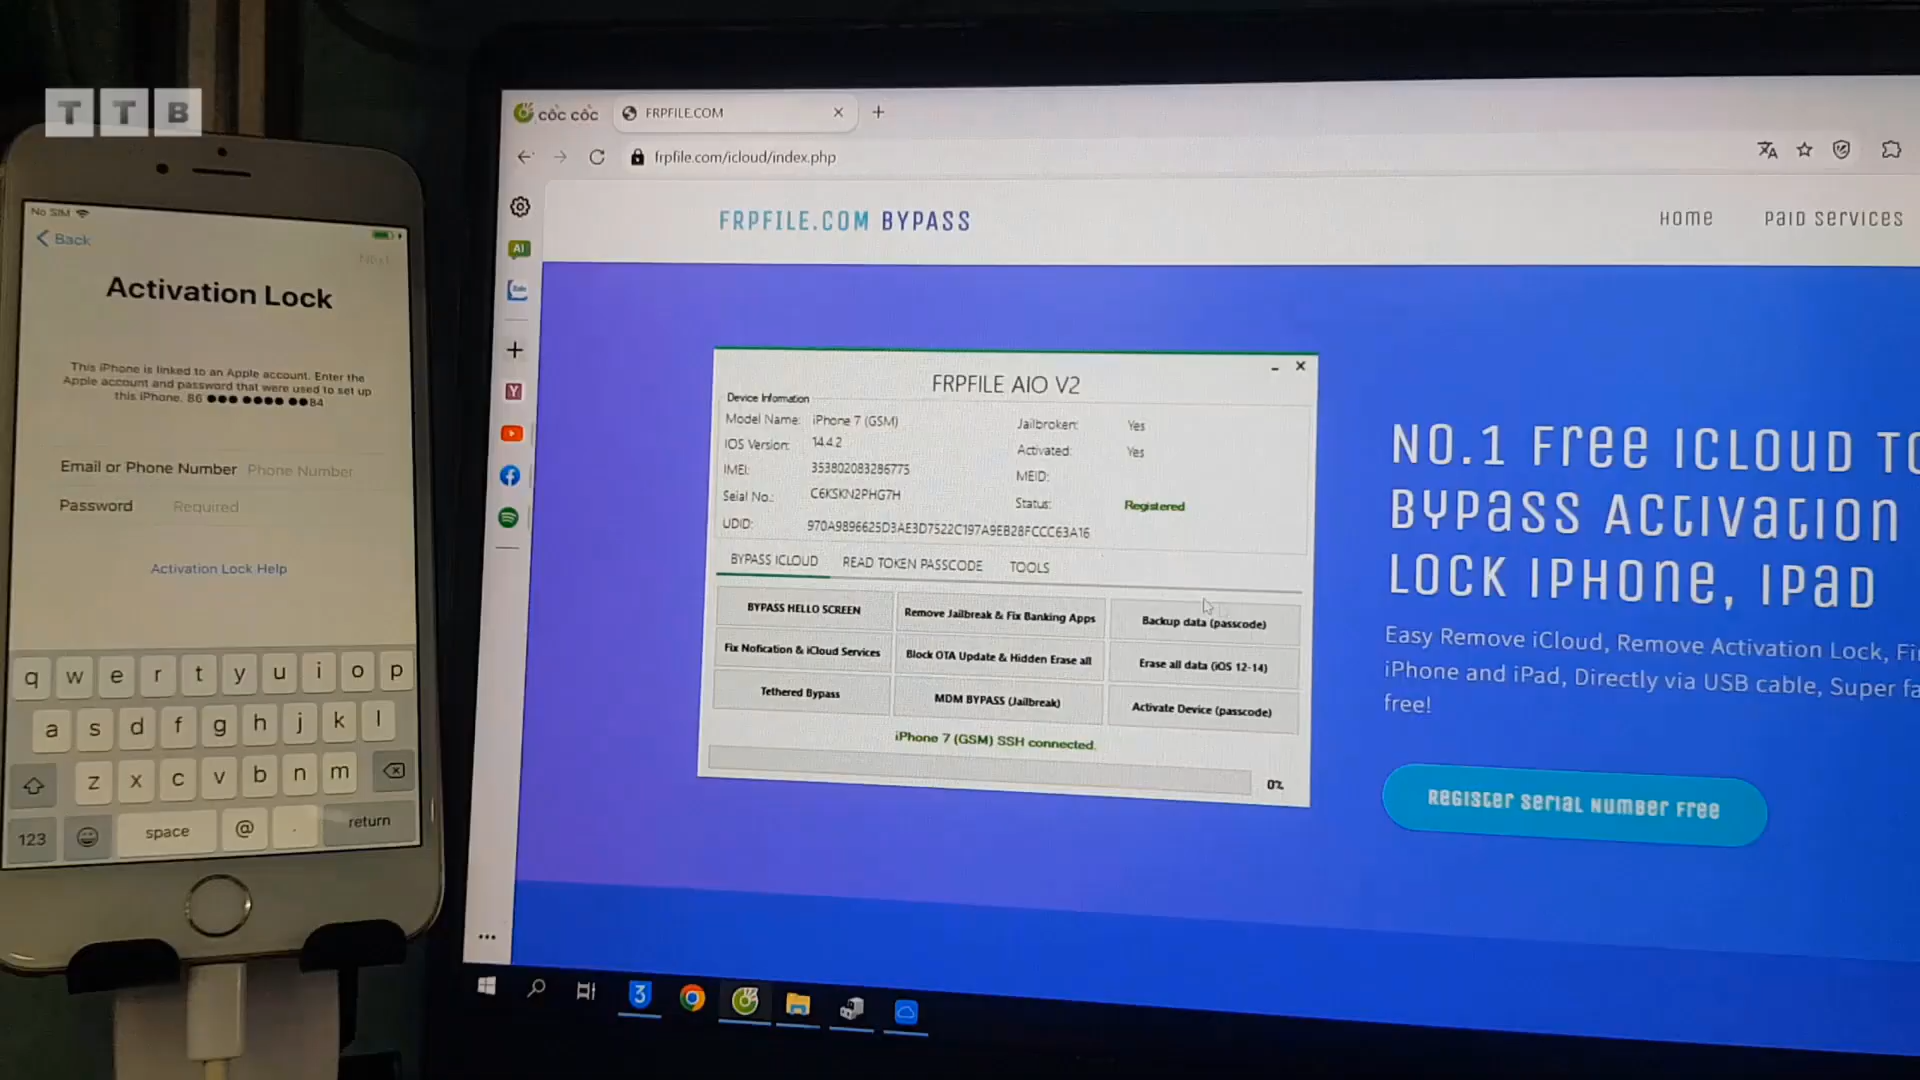 TTB
No SIM
Back
Next
Activation Lock
This iPhone is linked to an Apple account. Enter the
Apple account and password that were used to set up
this iPhone. 86 ●●● ●●●● ●●84
Email or Phone Number Phone Number
Password Required
Activation Lock Help
q w e r t y u i o p
a s d f g h j k l
z x c v b n m
123 space @ . return
cốc cốc
FRPFILE.COM
frpfile.com/icloud/index.php
AI
Zalo
Y
FRPFILE.COM BYPASS
Home
Paid Services
FRPFILE AIO V2
Device Information
Model Name: iPhone 7 (GSM)
Jailbroken: Yes
IOS Version: 14.4.2
Activated: Yes
IMEI: 353802083286775
MEID:
Serial No.: C6KSKN2PHG7H
Status: Registered
UDID: 970A9896625D3AE3D7522C197A9EB28FCCC63A16
BYPASS ICLOUD READ TOKEN PASSCODE TOOLS
BYPASS HELLO SCREEN
Remove Jailbreak & Fix Banking Apps
Backup data (passcode)
Fix Nofication & iCloud Services
Block OTA Update & Hidden Erase all
Erase all data (iOS 12-14)
Tethered Bypass
MDM BYPASS (Jailbreak)
Activate Device (passcode)
iPhone 7 (GSM) SSH connected.
0%
No.1 Free iCloud To
Bypass Activation
Lock iPhone, iPad
Easy Remove iCloud, Remove Activation Lock, Fi
iPhone and iPad, Directly via USB cable, Super fa
free!
Register Serial Number Free
3